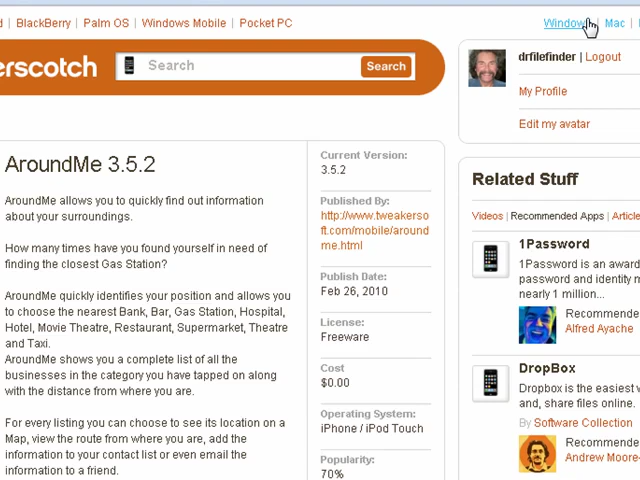 BlackBerry | Palm OS | Windows Mobile | Pocket PC
Window | Mac |
erscotch
Search
Search
drfilefinder | Logout
My Profile
Edit my avatar
AroundMe 3.5.2
AroundMe allows you to quickly find out information
about your surroundings.
How many times have you found yourself in need of
finding the closest Gas Station?
AroundMe quickly identifies your position and allows you
to choose the nearest Bank, Bar, Gas Station, Hospital,
Hotel, Movie Theatre, Restaurant, Supermarket, Theatre
and Taxi.
AroundMe shows you a complete list of all the
businesses in the category you have tapped on along
with the distance from where you are.
For every listing you can choose to see its location on a
Map, view the route from where you are, add the
information to your contact list or even email the
information to a friend.
Current Version:
3.5.2
Published By:
http://www.tweakerso
ft.com/mobile/around
me.html
Publish Date:
Feb 26, 2010
License:
Freeware
Cost
$0.00
Operating System:
iPhone / iPod Touch
Popularity:
70%
Related Stuff
Videos | Recommended Apps | Article
1Password
1Password is an award
password and identity m
nearly 1 million...
Recommende
Alfred Ayache
DropBox
Dropbox is the easiest w
and, share files online.
By Software Collection
Recommende
Andrew Moore-